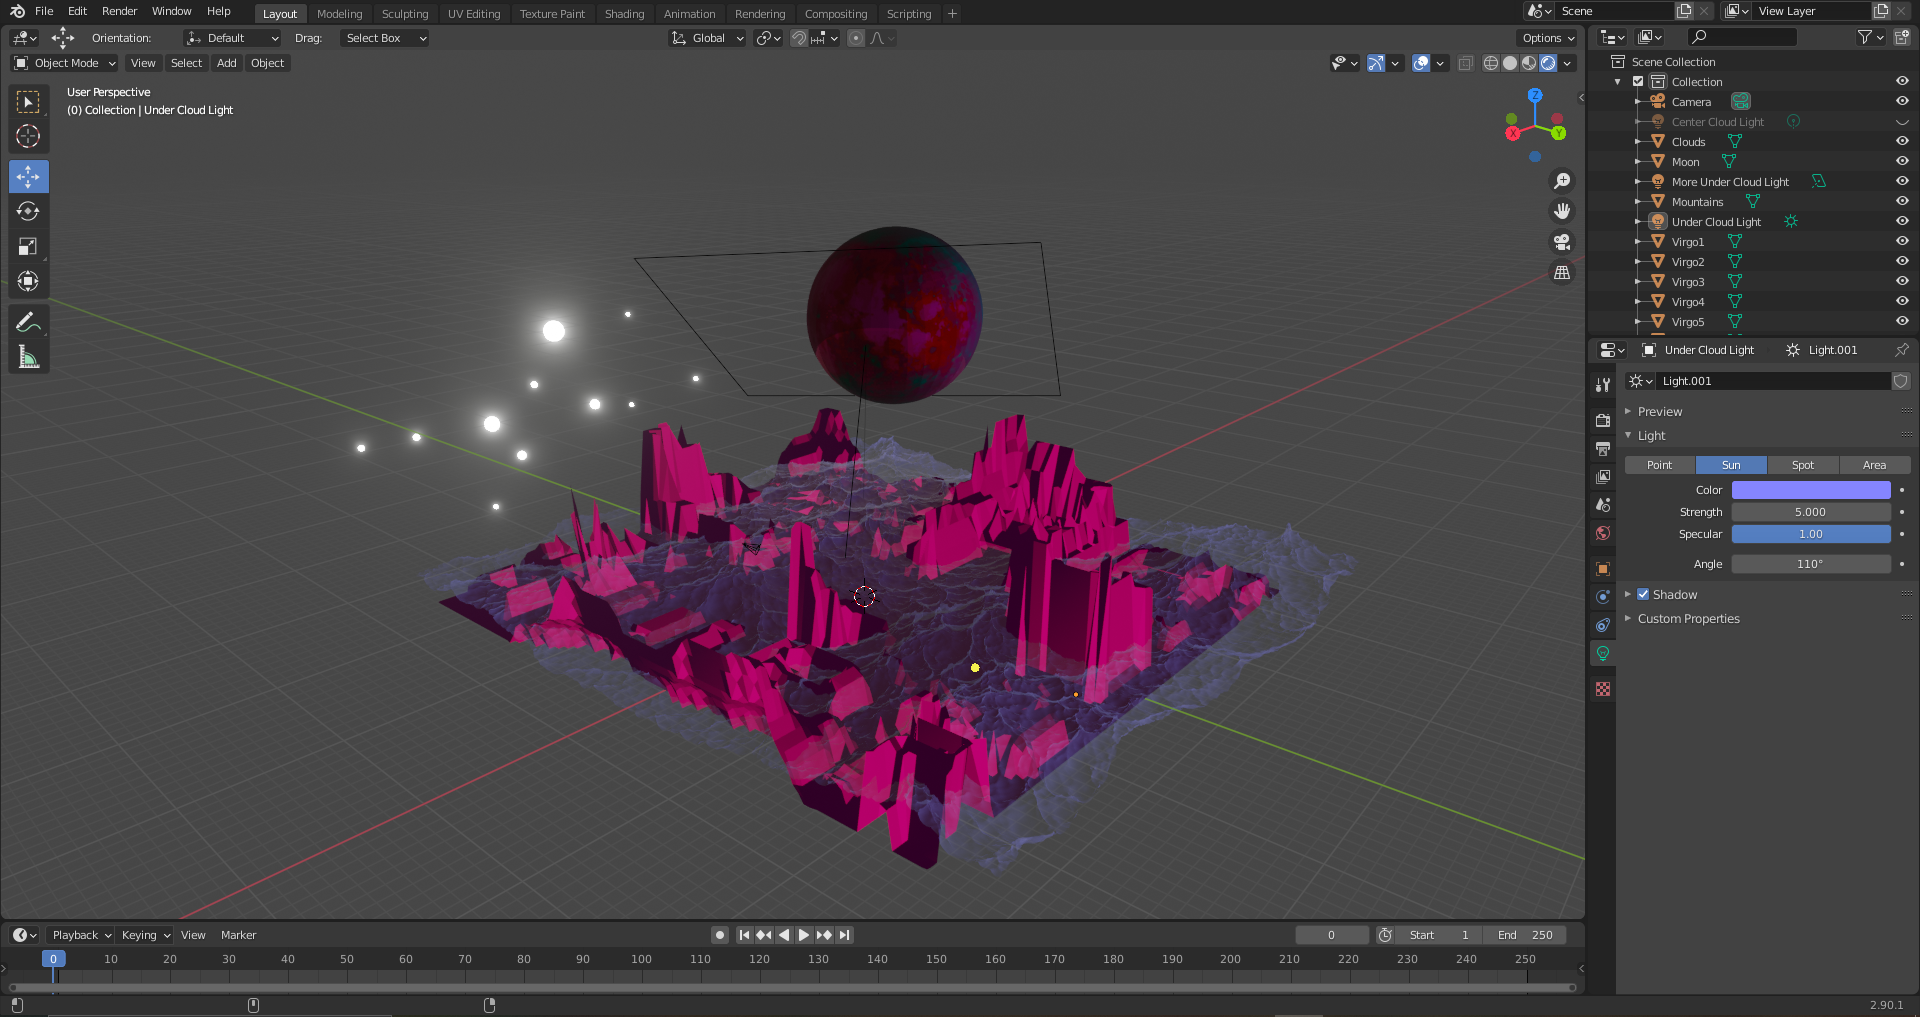 File Edit Render Window Help
Layout Modeling Sculpting UV Editing Texture Paint Shading Animation Rendering Compositing Scripting +
Scene
View Layer
Orientation: Default Drag: Select Box
Global
Options
Object Mode View Select Add Object
User Perspective
(0) Collection | Under Cloud Light
Z
X
Y
Scene Collection
Collection
Camera
Center Cloud Light
Clouds
Moon
More Under Cloud Light
Mountains
Under Cloud Light
Virgo1
Virgo2
Virgo3
Virgo4
Virgo5
Under Cloud Light Light.001
Light.001
Preview
Light
Point Sun Spot Area
Color
Strength 5.000
Specular 1.00
Angle 110°
Shadow
Custom Properties
Playback Keying View Marker
0 Start 1 End 250
0 10 20 30 40 50 60 70 80 90 100 110 120 130 140 150 160 170 180 190 200 210 220 230 240 250
2.90.1